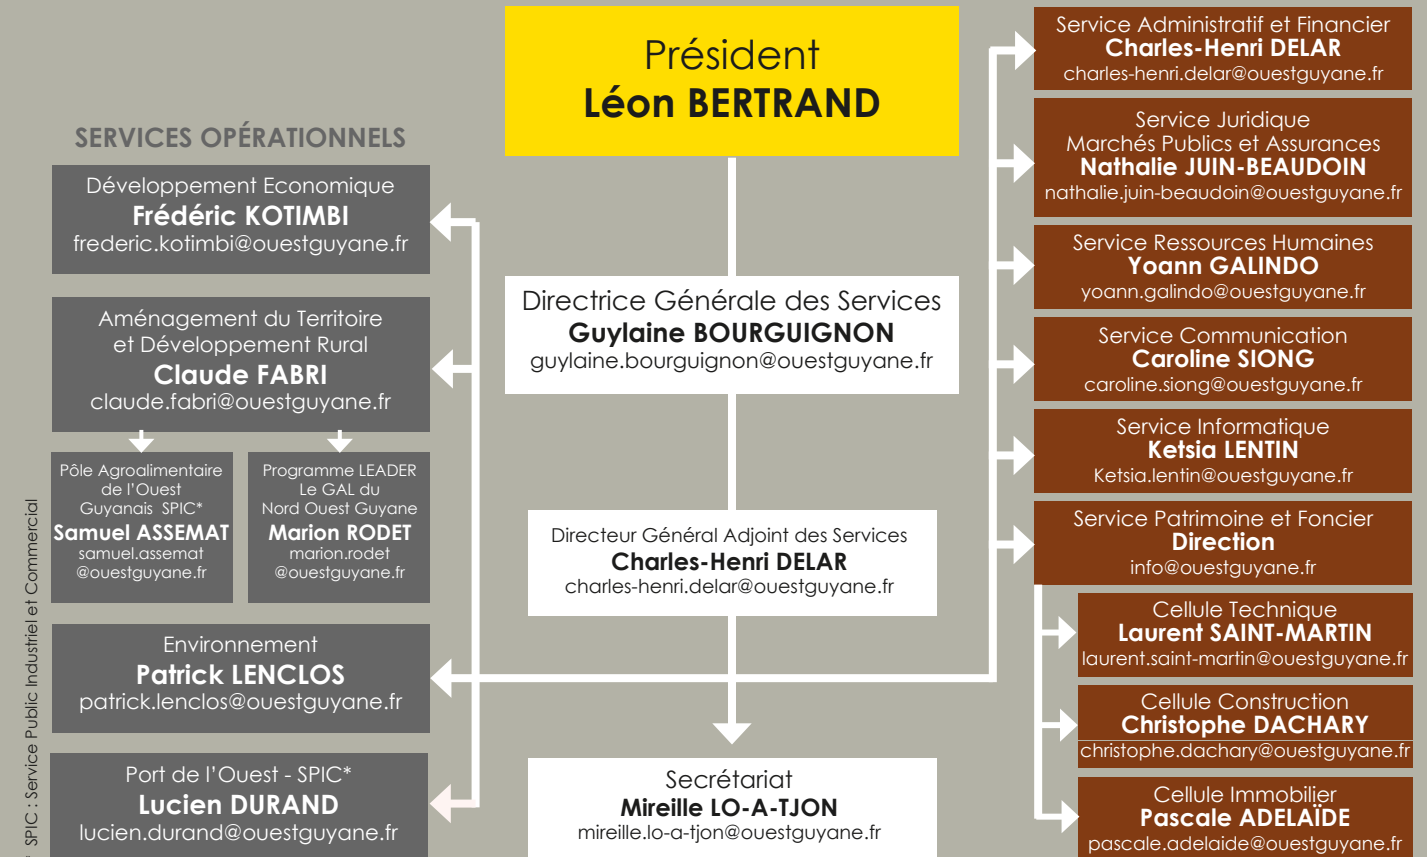 Président
Léon BERTRAND
SERVICES OPÉRATIONNELS
Développement Economique
Frédéric KOTIMBI
frederic.kotimbi@ouestguyane.fr
Aménagement du Territoire
et Développement Rural
Claude FABRI
claude.fabri@ouestguyane.fr
Pôle Agroalimentaire
de l'Ouest
Guyanais SPIC*
Samuel ASSEMAT
samuel.assemat
@ouestguyane.fr
Programme LEADER
Le GAL du
Nord Ouest Guyane
Marion RODET
marion.rodet
@ouestguyane.fr
Environnement
Patrick LENCLOS
patrick.lenclos@ouestguyane.fr
Port de l'Ouest - SPIC*
Lucien DURAND
lucien.durand@ouestguyane.fr
* SPIC : Service Public Industriel et Commercial
Directrice Générale des Services
Guylaine BOURGUIGNON
guylaine.bourguignon@ouestguyane.fr
Directeur Général Adjoint des Services
Charles-Henri DELAR
charles-henri.delar@ouestguyane.fr
Secrétariat
Mireille LO-A-TJON
mireille.lo-a-tjon@ouestguyane.fr
Service Administratif et Financier
Charles-Henri DELAR
charles-henri.delar@ouestguyane.fr
Service Juridique
Marchés Publics et Assurances
Nathalie JUIN-BEAUDOIN
nathalie.juin-beaudoin@ouestguyane.fr
Service Ressources Humaines
Yoann GALINDO
yoann.galindo@ouestguyane.fr
Service Communication
Caroline SIONG
caroline.siong@ouestguyane.fr
Service Informatique
Ketsia LENTIN
Ketsia.lentin@ouestguyane.fr
Service Patrimoine et Foncier
Direction
info@ouestguyane.fr
Cellule Technique
Laurent SAINT-MARTIN
laurent.saint-martin@ouestguyane.fr
Cellule Construction
Christophe DACHARY
christophe.dachary@ouestguyane.fr
Cellule Immobilier
Pascale ADELAÏDE
pascale.adelaide@ouestguyane.fr